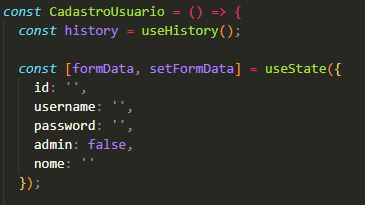 const CadastroUsuario = () => {
const history = useHistory();
const [formData, setFormData] = useState({
id: '',
username: '',
password: '',
admin: false,
nome: ''
});